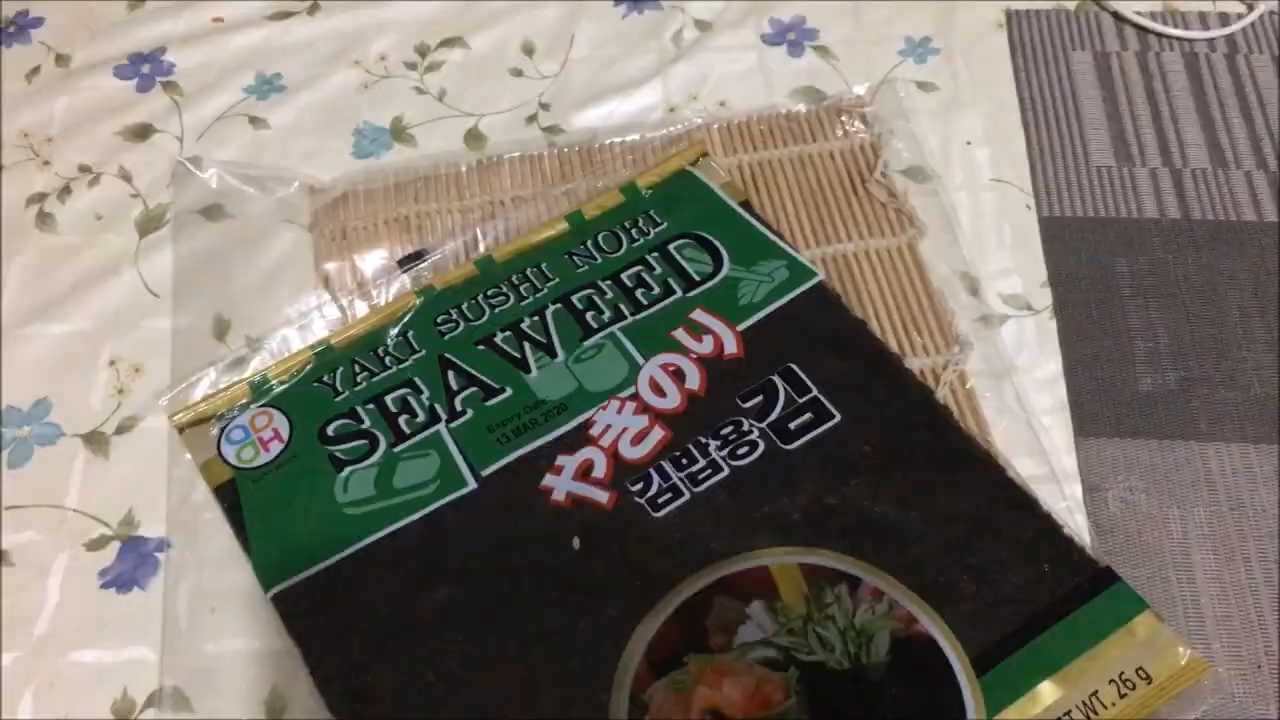 YAKI SUSHI NORI
SEAWEED
Expiry Date
13.MAR.2020
やきのり
김밥용김
WT. 26 g